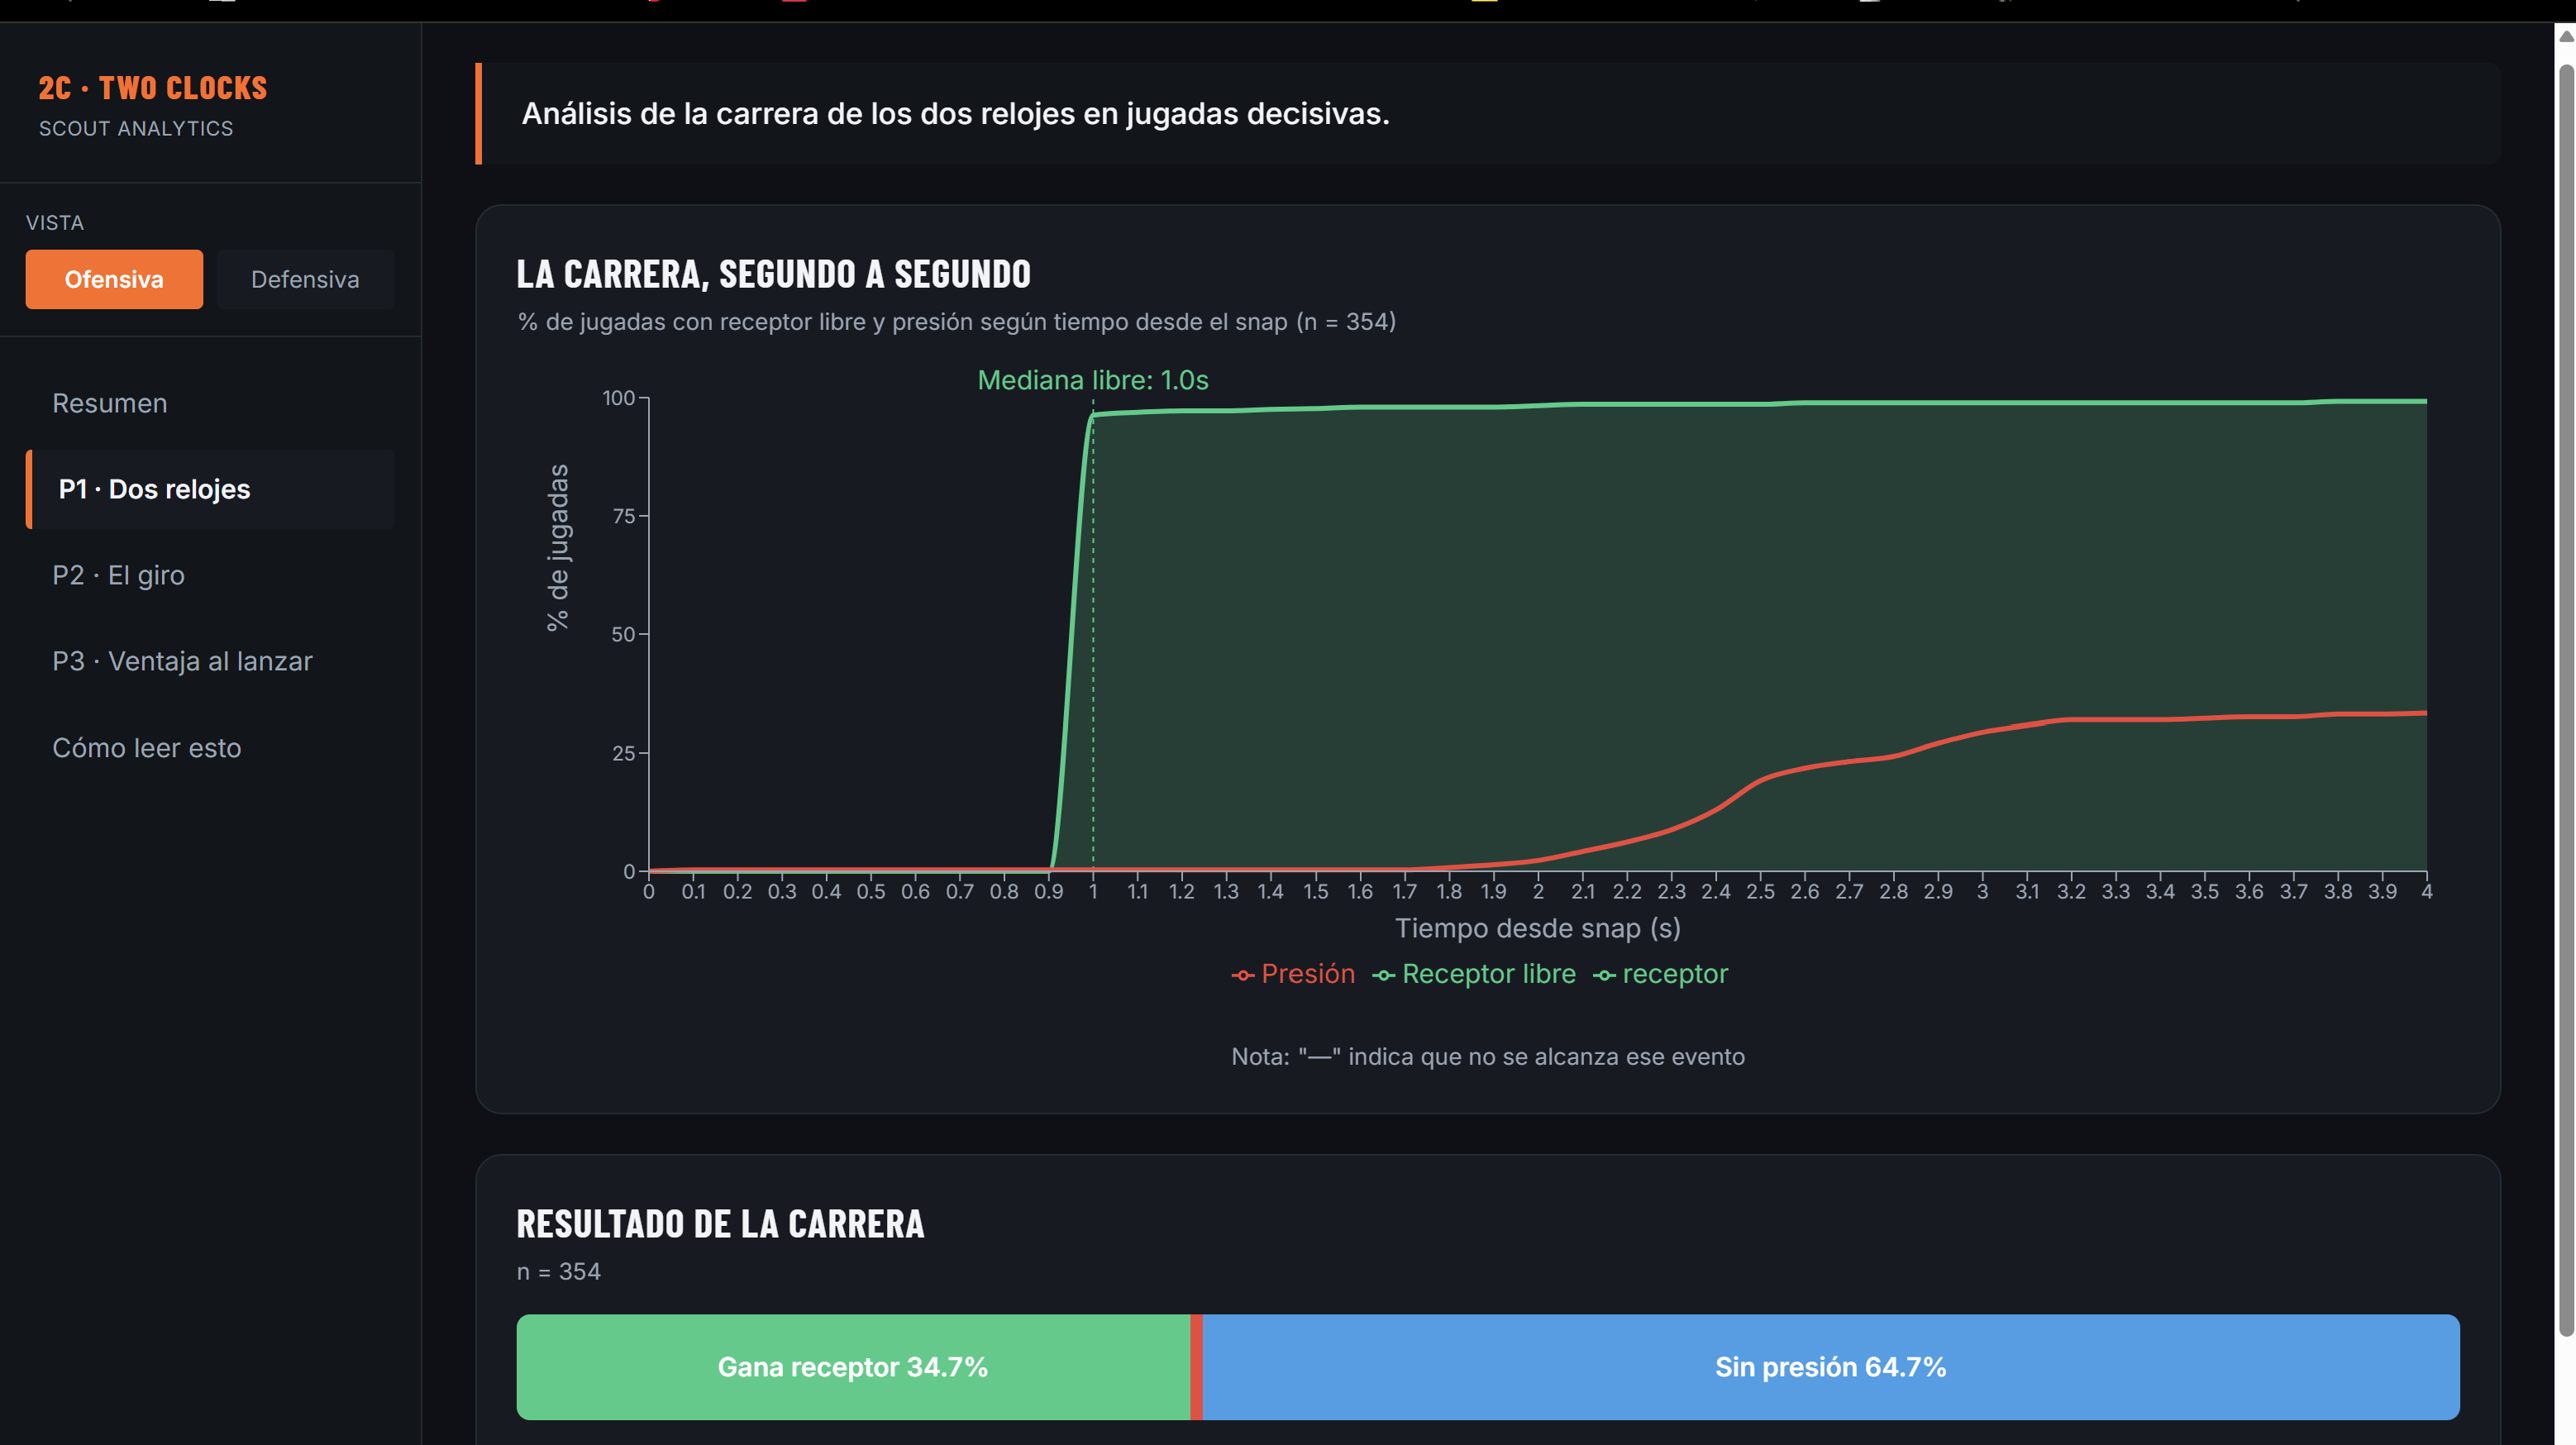 2C · TWO CLOCKS
SCOUT ANALYTICS
VISTA
Ofensiva
Defensiva
Resumen
P1 · Dos relojes
P2 · El giro
P3 · Ventaja al lanzar
Cómo leer esto
Análisis de la carrera de los dos relojes en jugadas decisivas.
LA CARRERA, SEGUNDO A SEGUNDO
% de jugadas con receptor libre y presión según tiempo desde el snap (n = 354)
Mediana libre: 1.0s
% de jugadas
100
75
50
25
0
0 0.1 0.2 0.3 0.4 0.5 0.6 0.7 0.8 0.9 1 1.1 1.2 1.3 1.4 1.5 1.6 1.7 1.8 1.9 2 2.1 2.2 2.3 2.4 2.5 2.6 2.7 2.8 2.9 3 3.1 3.2 3.3 3.4 3.5 3.6 3.7 3.8 3.9 4
Tiempo desde snap (s)
Presión Receptor libre receptor
Nota: "—" indica que no se alcanza ese evento
RESULTADO DE LA CARRERA
n = 354
Gana receptor 34.7%
Sin presión 64.7%